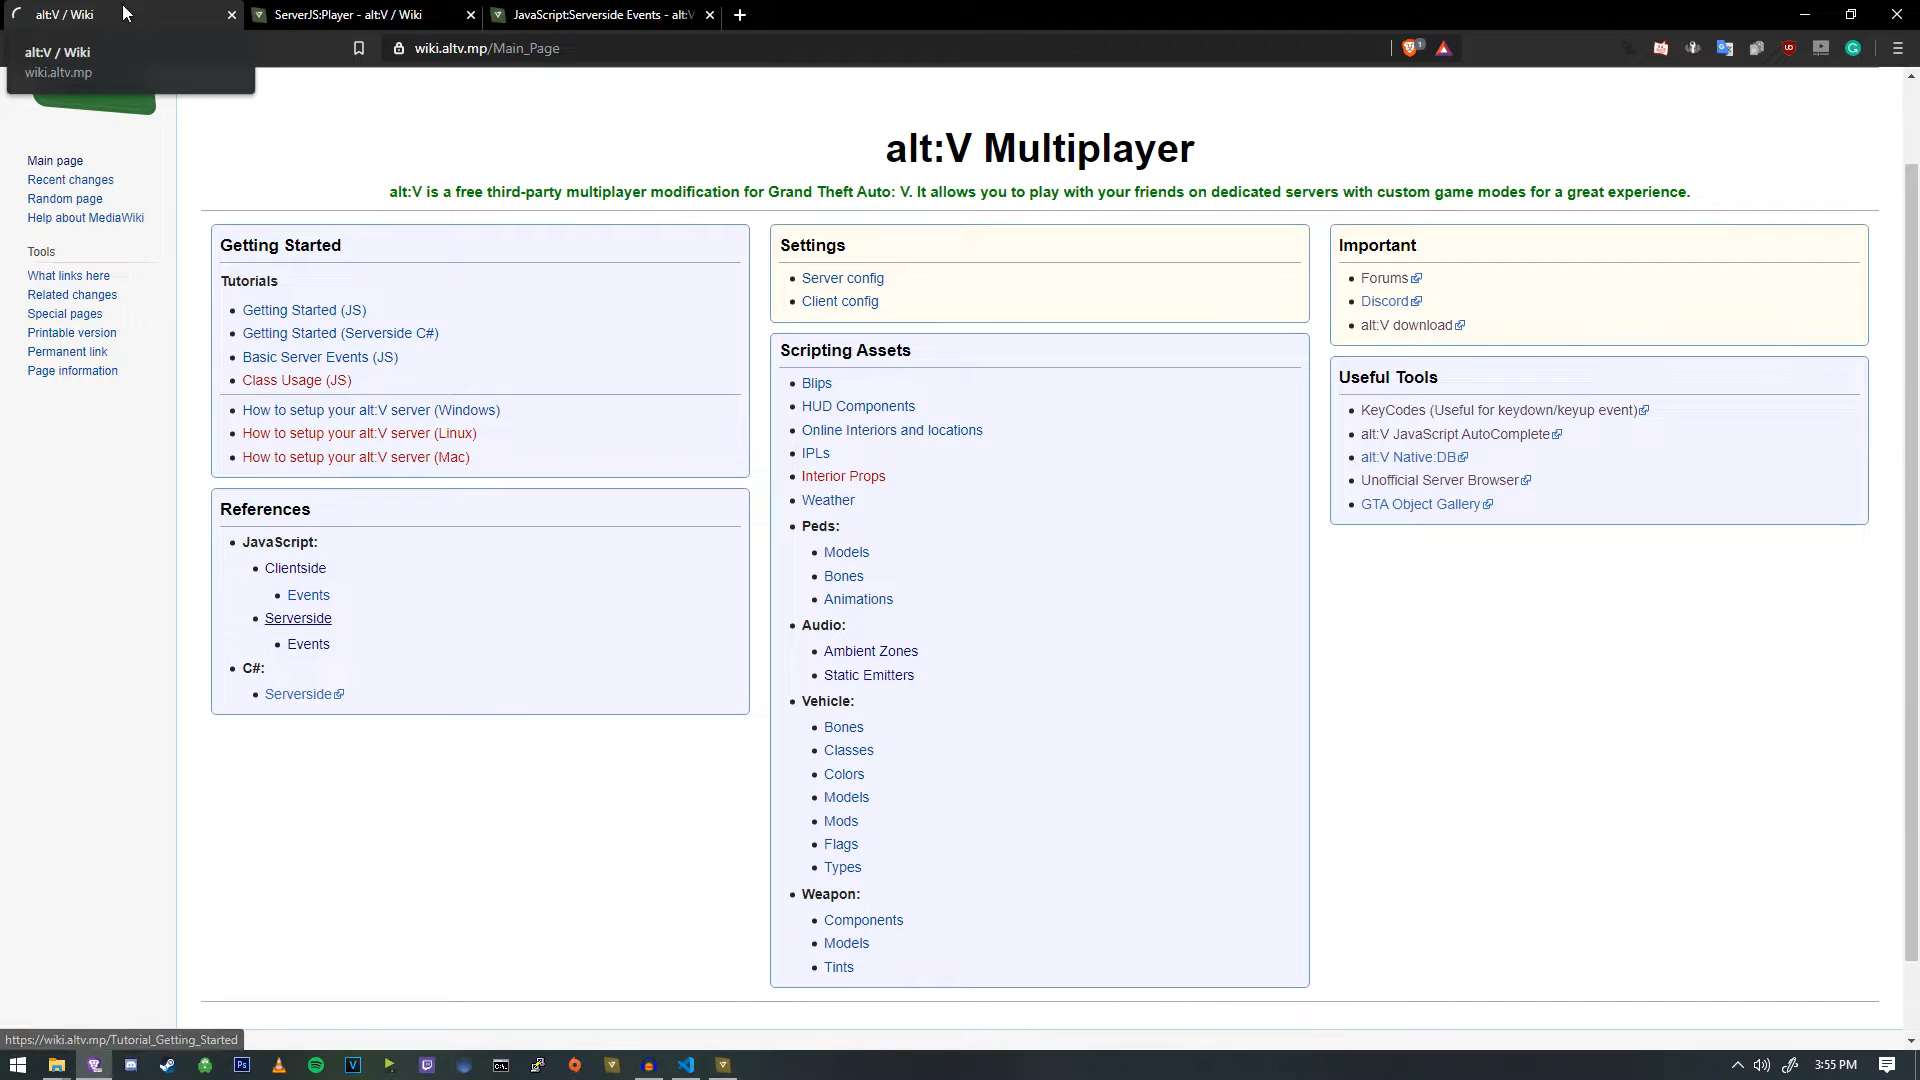 alt:V / Wiki
ServerJS:Player - alt:V / Wiki
JavaScript:Serverside Events - alt:V
alt:V / Wiki
wiki.altv.mp
wiki.altv.mp/Main_Page
1
UD
Main page
Recent changes
Random page
Help about MediaWiki
Tools
What links here
Related changes
Special pages
Printable version
Permanent link
Page information
alt:V Multiplayer
alt:V is a free third-party multiplayer modification for Grand Theft Auto: V. It allows you to play with your friends on dedicated servers with custom game modes for a great experience.
Getting Started
Tutorials
Getting Started (JS)
Getting Started (Serverside C#)
Basic Server Events (JS)
Class Usage (JS)
How to setup your alt:V server (Windows)
How to setup your alt:V server (Linux)
How to setup your alt:V server (Mac)
References
JavaScript:
Clientside
Events
Serverside
Events
C#:
Serverside
Settings
Server config
Client config
Scripting Assets
Blips
HUD Components
Online Interiors and locations
IPLs
Interior Props
Weather
Peds:
Models
Bones
Animations
Audio:
Ambient Zones
Static Emitters
Vehicle:
Bones
Classes
Colors
Models
Mods
Flags
Types
Weapon:
Components
Models
Tints
Important
Forums
Discord
alt:V download
Useful Tools
KeyCodes (Useful for keydown/keyup event)
alt:V JavaScript AutoComplete
alt:V Native:DB
Unofficial Server Browser
GTA Object Gallery
https://wiki.altv.mp/Tutorial_Getting_Started
Ps
V
3:55 PM